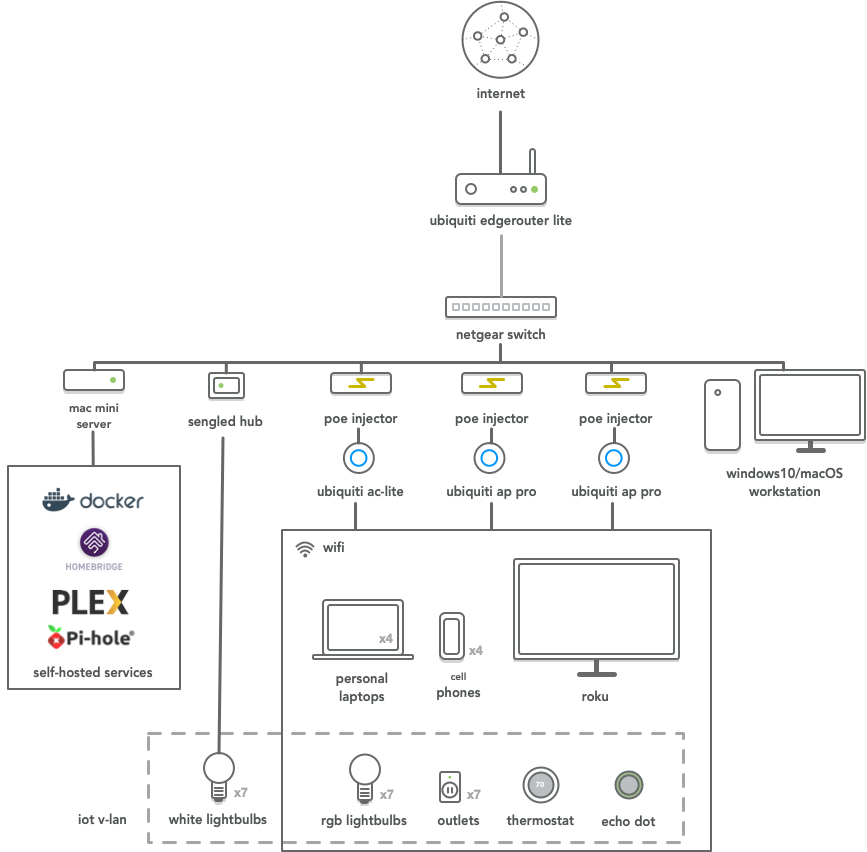 internet
ubiquiti edgerouter lite
netgear switch
mac mini
server
sengled hub
poe injector
poe injector
poe injector
ubiquiti ac-lite
ubiquiti ap pro
ubiquiti ap pro
windows10/macOS
workstation
docker
HOMEBRIDGE
PLEX
Pi-hole®
self-hosted services
wifi
x4
personal
laptops
x4
cell
phones
roku
iot v-lan
x7
white lightbulbs
x7
rgb lightbulbs
x7
outlets
70
thermostat
echo dot